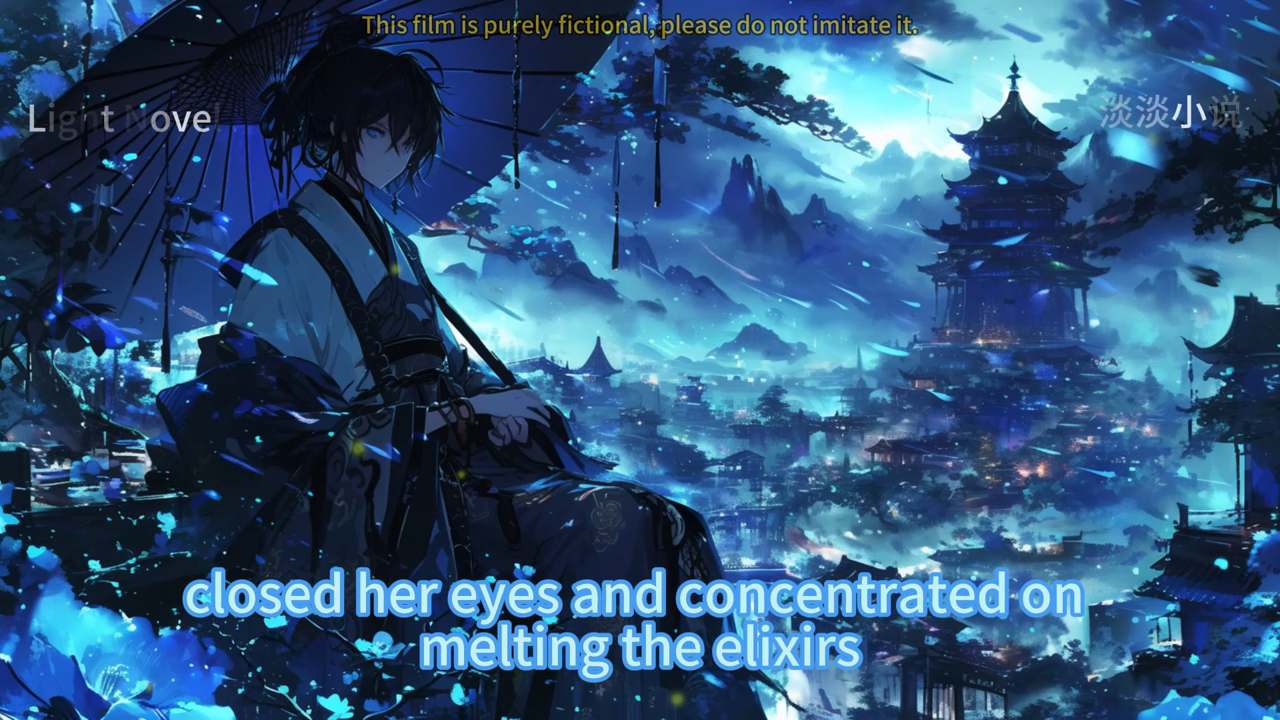 This film is purely fictional, please do not imitate it.
Light Novel
淡淡小说
closed her eyes and concentrated on
melting the elixirs